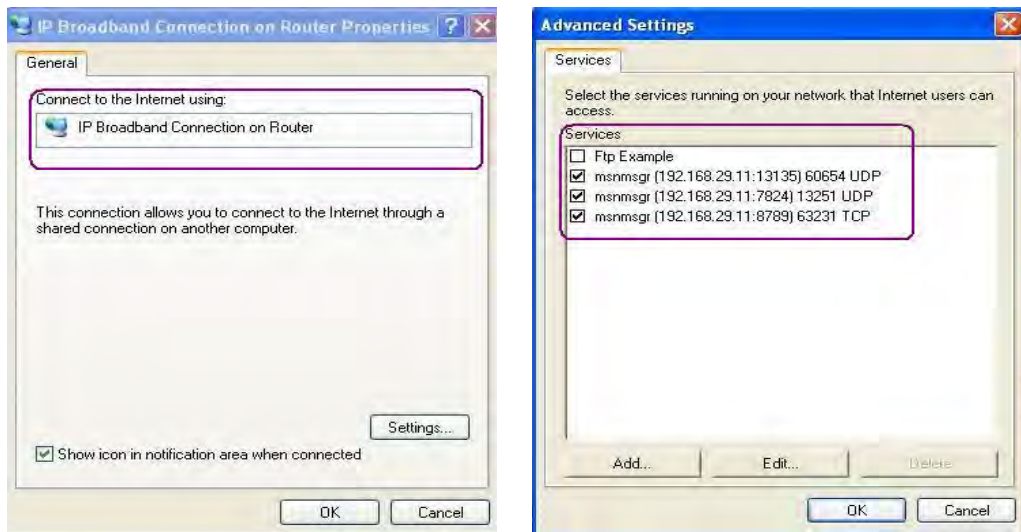 IP Broadband Connection on Router Properties
General
Connect to the Internet using:
IP Broadband Connection on Router
This connection allows you to connect to the Internet through a
shared connection on another computer.
Settings...
Show icon in notification area when connected
OK
Cancel
Advanced Settings
Services
Select the services running on your network that Internet users can
access.
Services
Ftp Example
msnmsgr (192.168.29.11:13135) 60654 UDP
msnmsgr (192.168.29.11:7824) 13251 UDP
msnmsgr (192.168.29.11:8789) 63231 TCP
Add...
Edit...
Delete
OK
Cancel